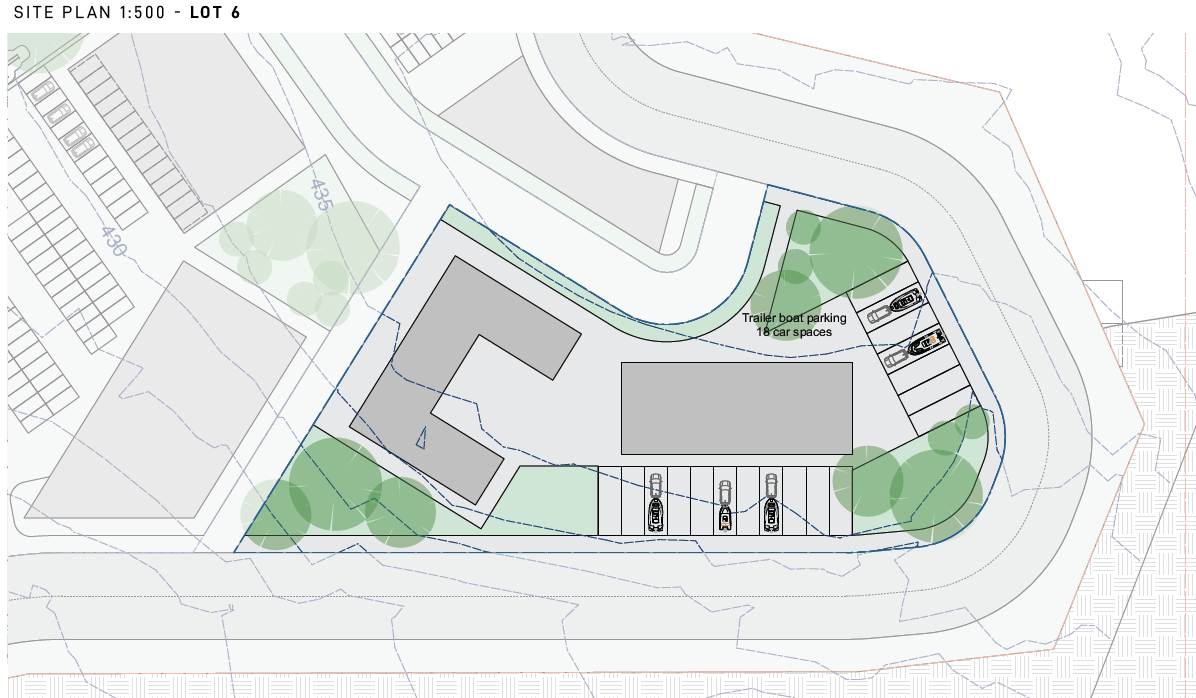 SITE PLAN 1:500 - LOT 6
435
430
Trailer boat parking
18 car spaces